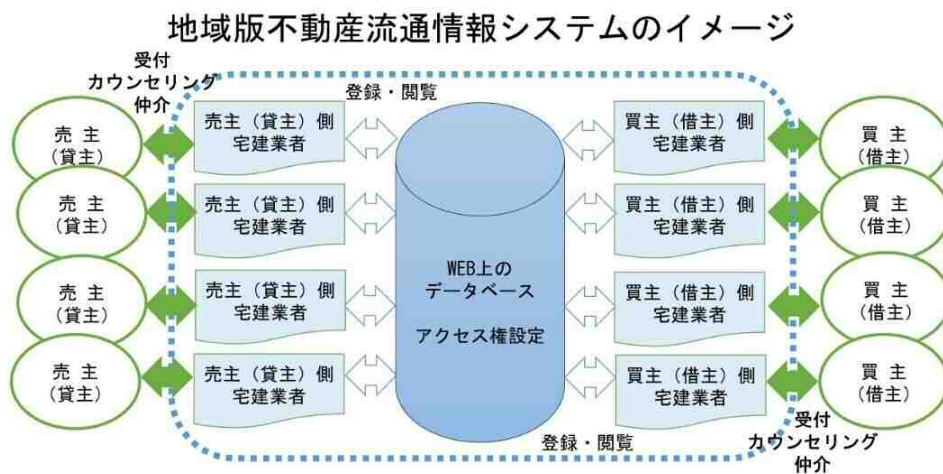 地域版不動産流通情報システムのイメージ
受付
カウンセリング
仲介
登録・閲覧
売 主
(貸主)
売主（貸主）側
宅建業者
買主（借主）側
宅建業者
買 主
(借主)
売 主
(貸主)
売主（貸主）側
宅建業者
買主（借主）側
宅建業者
買 主
(借主)
WEB上の
データベース
アクセス権設定
売 主
(貸主)
売主（貸主）側
宅建業者
買主（借主）側
宅建業者
買 主
(借主)
売 主
(貸主)
売主（貸主）側
宅建業者
買主（借主）側
宅建業者
買 主
(借主)
登録・閲覧
受付
カウンセリング
仲介